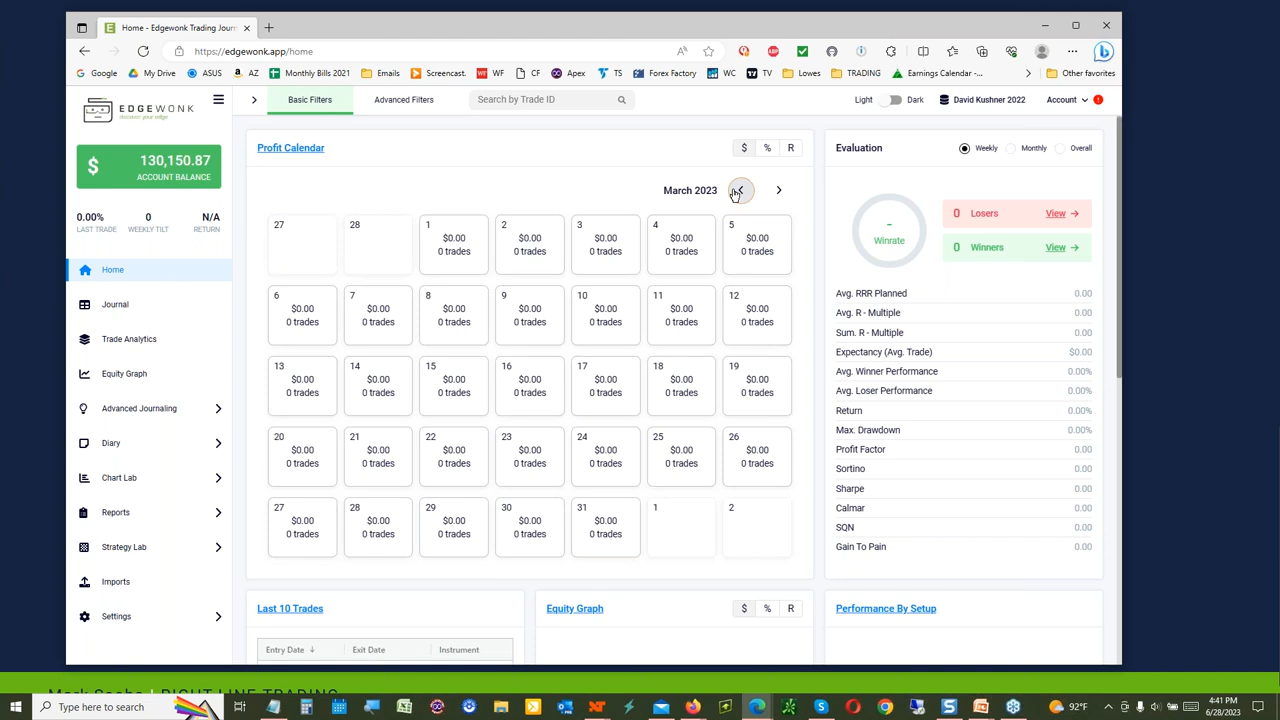 Home - Edgewonk Trading Jour
https://edgewonk.app/home
Google
My Drive
ASUS
AZ
Monthly Bills 2021
Emails
Screencast.
WF
CF
Apex
TS
Forex Factory
WC
TV
Lowes
TRADING
Earnings Calendar -...
Other favorites
EDGEWONK
discover your edge
Basic Filters
Advanced Filters
Search by Trade ID
Light
Dark
David Kushner 2022
Account
1
$
130,150.87
ACCOUNT BALANCE
0.00%
LAST TRADE
0
WEEKLY TILT
N/A
RETURN
Home
Journal
Trade Analytics
Equity Graph
Advanced Journaling
Diary
Chart Lab
Reports
Strategy Lab
Imports
Settings
Profit Calendar
$ % R
March 2023
27 28 1 2 3 4 5
$0.00 $0.00 $0.00 $0.00 $0.00
0 trades 0 trades 0 trades 0 trades 0 trades
6 7 8 9 10 11 12
$0.00 $0.00 $0.00 $0.00 $0.00 $0.00 $0.00
0 trades 0 trades 0 trades 0 trades 0 trades 0 trades 0 trades
13 14 15 16 17 18 19
$0.00 $0.00 $0.00 $0.00 $0.00 $0.00 $0.00
0 trades 0 trades 0 trades 0 trades 0 trades 0 trades 0 trades
20 21 22 23 24 25 26
$0.00 $0.00 $0.00 $0.00 $0.00 $0.00 $0.00
0 trades 0 trades 0 trades 0 trades 0 trades 0 trades 0 trades
27 28 29 30 31 1 2
$0.00 $0.00 $0.00 $0.00 $0.00
0 trades 0 trades 0 trades 0 trades 0 trades
Evaluation
Weekly
Monthly
Overall
-
Winrate
0 Losers View
0 Winners View
Avg. RRR Planned 0.00
Avg. R - Multiple 0.00
Sum. R - Multiple 0.00
Expectancy (Avg. Trade) $0.00
Avg. Winner Performance 0.00%
Avg. Loser Performance 0.00%
Return 0.00%
Max. Drawdown 0.00%
Profit Factor 0.00
Sortino 0.00
Sharpe 0.00
Calmar 0.00
SQN 0.00
Gain To Pain 0.00
Last 10 Trades
Entry Date
Exit Date
Instrument
Equity Graph
$ % R
Performance By Setup
RIGHT LINE TRADING
Type here to search
92°F
4:41 PM
6/28/2023